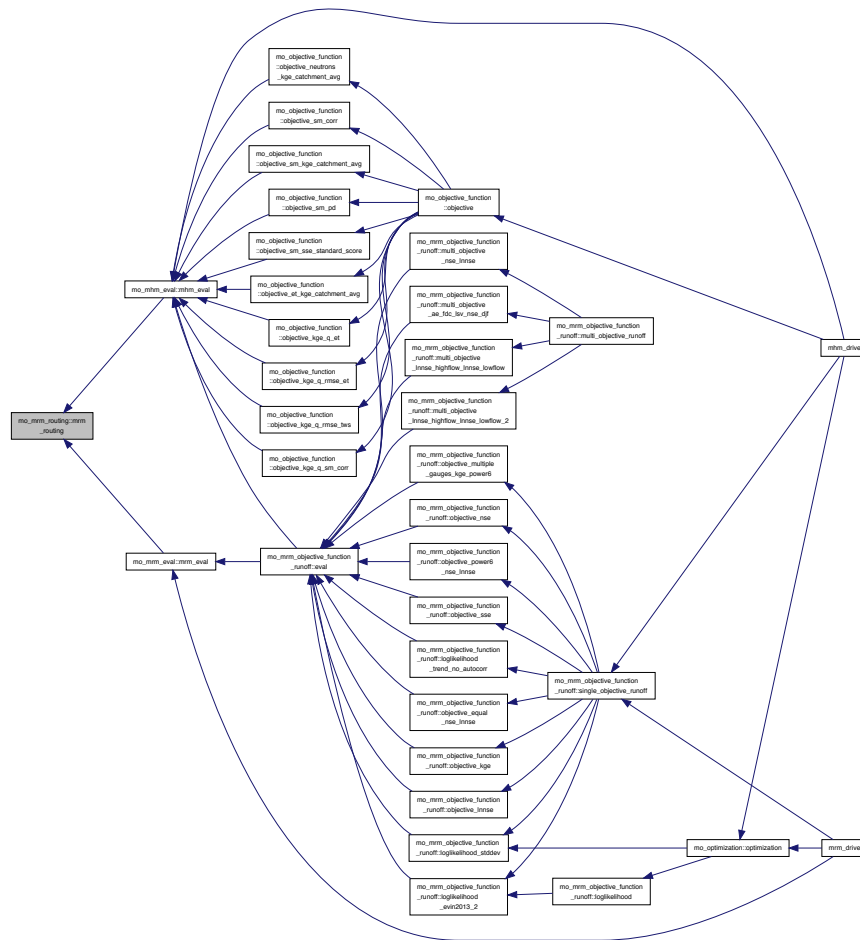 mo_objective_function
::objective_neutrons
_kge_catchment_avg
mo_objective_function
::objective_sm_corr
mo_objective_function
::objective_sm_kge_catchment_avg
mo_objective_function
::objective_sm_pd
mo_objective_function
::objective
mo_objective_function
::objective_sm_sse_standard_score
mo_mrm_objective_function
_runoff::multi_objective
_nse_lnnse
mo_mhm_eval::mhm_eval
mo_objective_function
::objective_et_kge_catchment_avg
mo_mrm_objective_function
_runoff::multi_objective
_ae_fdc_lsv_nse_djf
mo_objective_function
::objective_kge_q_et
mo_mrm_objective_function
_runoff::multi_objective_runoff
mhm_driver
mo_mrm_objective_function
_runoff::multi_objective
_lnnse_highflow_lnnse_lowflow
mo_objective_function
::objective_kge_q_rmse_et
mo_mrm_objective_function
_runoff::multi_objective
_lnnse_highflow_lnnse_lowflow_2
mo_mrm_routing::mrm
_routing
mo_objective_function
::objective_kge_q_rmse_tws
mo_objective_function
::objective_kge_q_sm_corr
mo_mrm_objective_function
_runoff::objective_multiple
_gauges_kge_power6
mo_mrm_objective_function
_runoff::objective_nse
mo_mrm_eval::mrm_eval
mo_mrm_objective_function
_runoff::eval
mo_mrm_objective_function
_runoff::objective_power6
_nse_lnnse
mo_mrm_objective_function
_runoff::objective_sse
mo_mrm_objective_function
_runoff::loglikelihood
_trend_no_autocorr
mo_mrm_objective_function
_runoff::single_objective_runoff
mo_mrm_objective_function
_runoff::objective_equal
_nse_lnnse
mo_mrm_objective_function
_runoff::objective_kge
mo_mrm_objective_function
_runoff::objective_lnnse
mo_mrm_objective_function
_runoff::loglikelihood_stddev
mo_optimization::optimization
mrm_driver
mo_mrm_objective_function
_runoff::loglikelihood
_evin2013_2
mo_mrm_objective_function
_runoff::loglikelihood